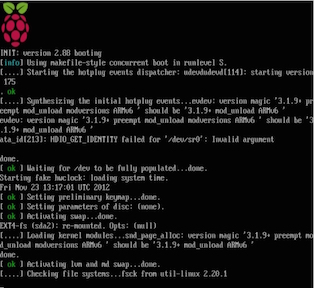 INIT: version 2.88 booting
[info] Using makefile-style concurrent boot in runlevel S.
[....] Starting the hotplug events dispatcher: udevdudevd[114]: starting version
 175
. ok
[....] Synthesizing the initial hotplug events...evdev: version magic '3.1.9+ pr
eempt mod_unload modversions ARMv6 ' should be '3.1.9+ mod_unload ARMv6 '
evdev: version magic '3.1.9+ preempt mod_unload modversions ARMv6 ' should be '3
.1.9+ mod_unload ARMv6 '
ata_id[213]: HDIO_GET_IDENTITY failed for '/dev/sr0': Invalid argument
done.
[ ok ] Waiting for /dev to be fully populated...done.
Starting fake hwclock: loading system time.
Fri Nov 23 13:17:01 UTC 2012
[ ok ] Setting preliminary keymap...done.
[ ok ] Setting parameters of disc: (none).
[ ok ] Activating swap...done.
EXT4-fs (sda2): re-mounted. Opts: (null)
[....] Loading kernel modules...snd_page_alloc: version magic '3.1.9+ preempt mo
d_unload modversions ARMv6 ' should be '3.1.9+ mod_unload ARMv6 '
done.
[ ok ] Activating lvm and md swap...done.
[....] Checking file systems...fsck from util-linux 2.20.1